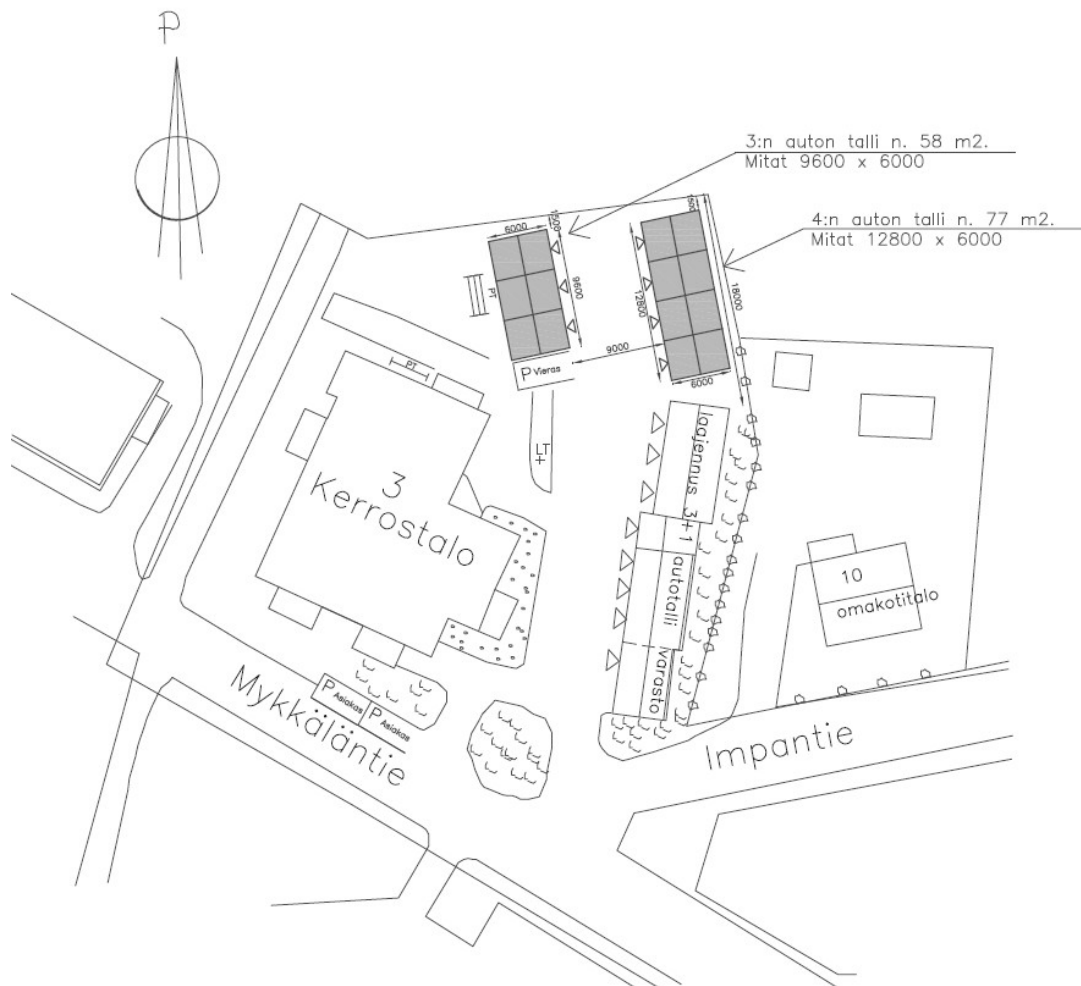 P
3:n auton talli n. 58 m2.
Mitat 9600 x 6000
4:n auton talli n. 77 m2.
Mitat 12800 x 6000
6000
1500
9600
PT
P Vieras
9000
1500
12800
18000
6000
PT
LT
3
Kerrostalo
laajennus 3+1
autotalli
varasto
10
omakotitalo
P Asiakas
P Asiakas
Mykkäläntie
Impantie